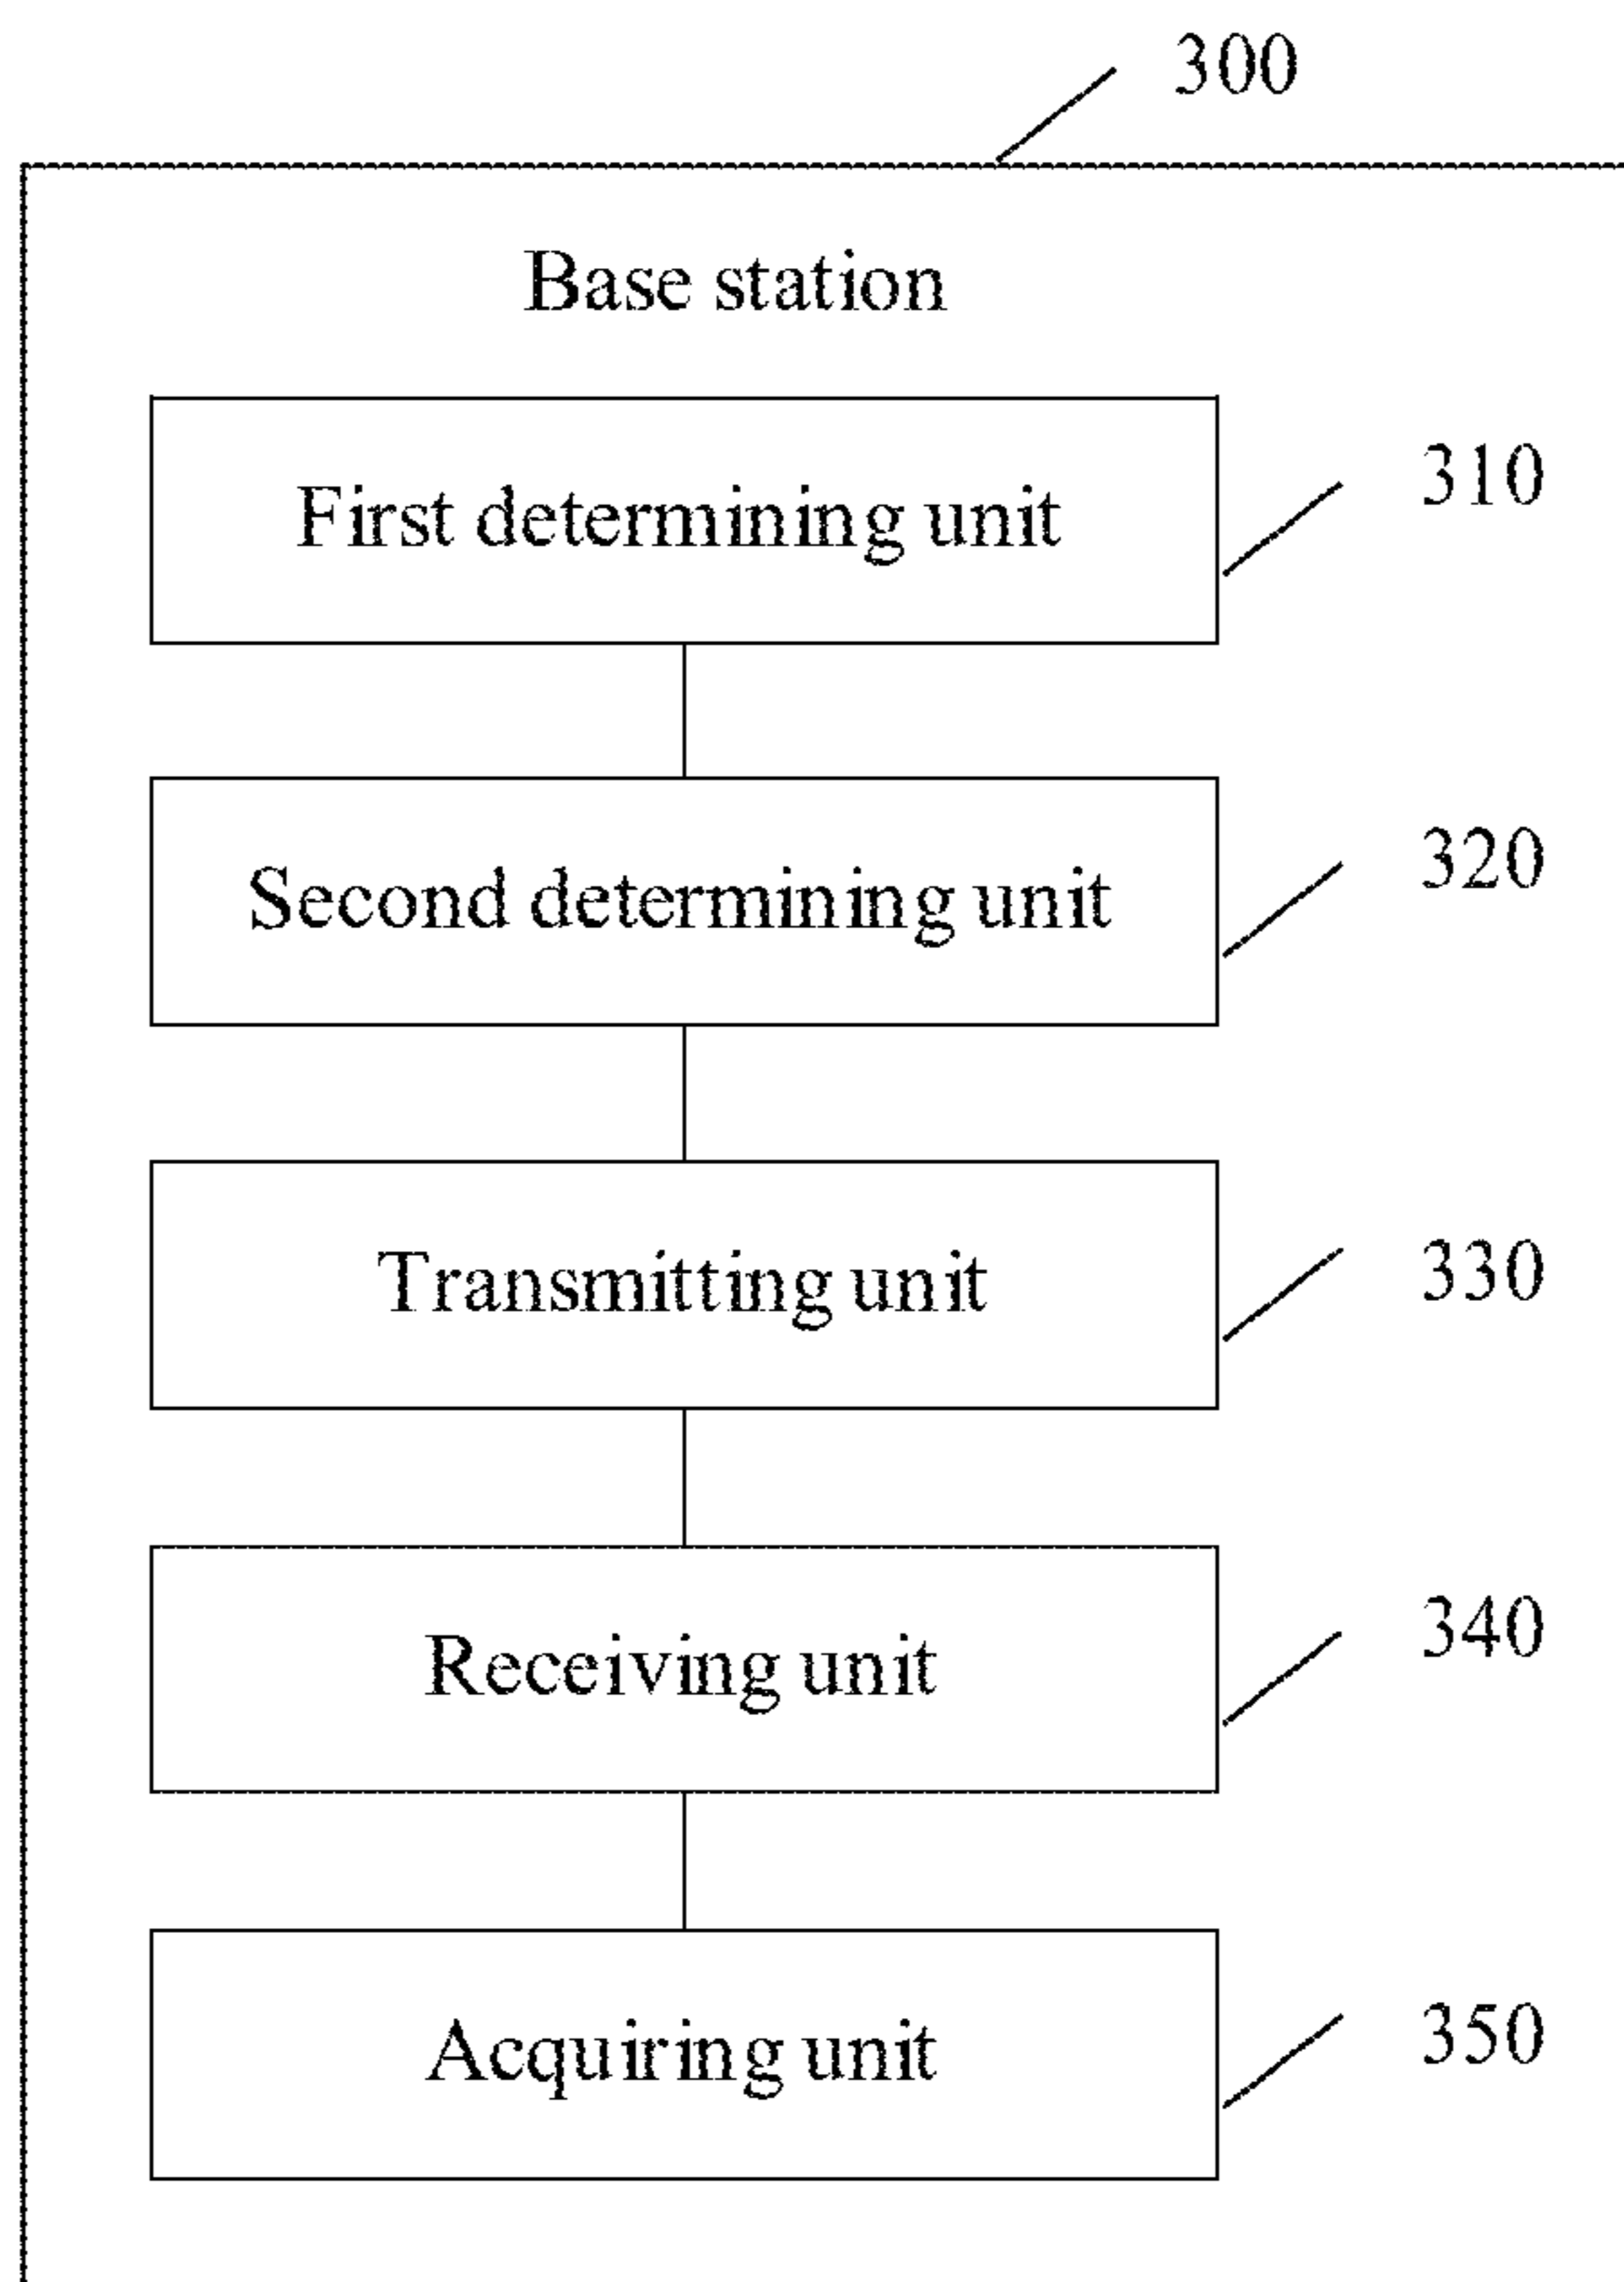 300
Base station
First determining unit
310
Second determining unit
320
Transmitting unit
330
Receiving unit
340
Acquiring unit
350